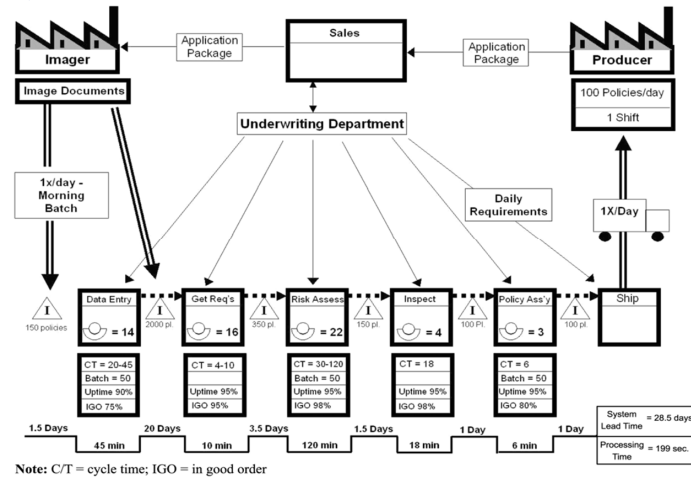 Sales
Application
Package
Application
Package
Imager
Producer
Image Documents
100 Policies/day
1 Shift
Underwriting Department
1x/day -
Morning
Batch
Daily
Requirements
1X/Day
I
150 policies
Data Entry
= 14
I
2000 pl.
Get Req's
= 16
I
350 pl.
Risk Assess
= 22
I
150 pl.
Inspect
= 4
I
100 Pl.
Policy Ass'y
= 3
I
100 pl.
Ship
CT = 20-45
Batch = 50
Uptime 90%
IGO 75%
CT = 4-10
Uptime 95%
IGO 95%
CT = 30-120
Batch = 50
Uptime 95%
IGO 98%
CT = 18
Uptime 95%
IGO 98%
CT = 6
Batch = 50
Uptime 95%
IGO 80%
1.5 Days
20 Days
3.5 Days
1.5 Days
1 Day
1 Day
45 min
10 min
120 min
18 min
6 min
System
Lead Time = 28.5 days
Processing
Time = 199 sec.
Note: C/T = cycle time; IGO = in good order